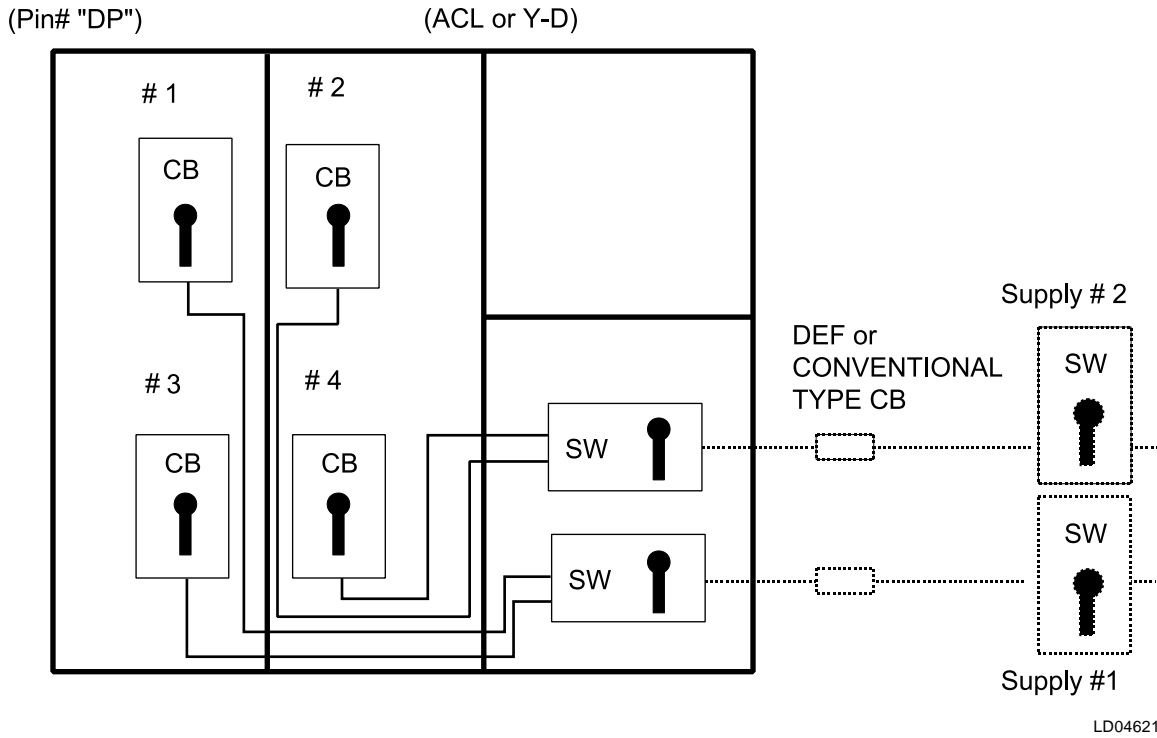 (Pin# "DP")
(ACL or Y-D)
# 1
# 2
CB
CB
Supply # 2
DEF or
CONVENTIONAL
TYPE CB
SW
# 3
# 4
CB
CB
SW
SW
SW
Supply #1
LD04621